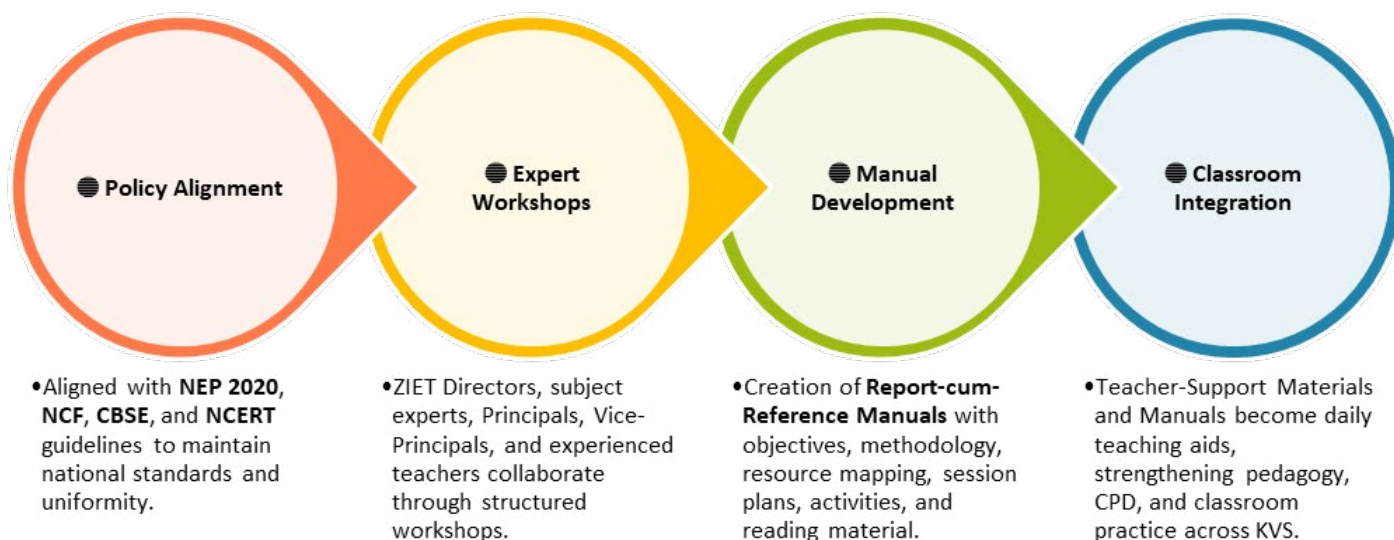 ● Policy Alignment
● Expert
Workshops
● Manual
Development
● Classroom
Integration
•Aligned with NEP 2020,
NCF, CBSE, and NCERT
guidelines to maintain
national standards and
uniformity.
•ZIET Directors, subject
experts, Principals, Vice-
Principals, and experienced
teachers collaborate
through structured
workshops.
•Creation of Report-cum-
Reference Manuals with
objectives, methodology,
resource mapping, session
plans, activities, and
reading material.
•Teacher-Support Materials
and Manuals become daily
teaching aids,
strengthening pedagogy,
CPD, and classroom
practice across KVS.